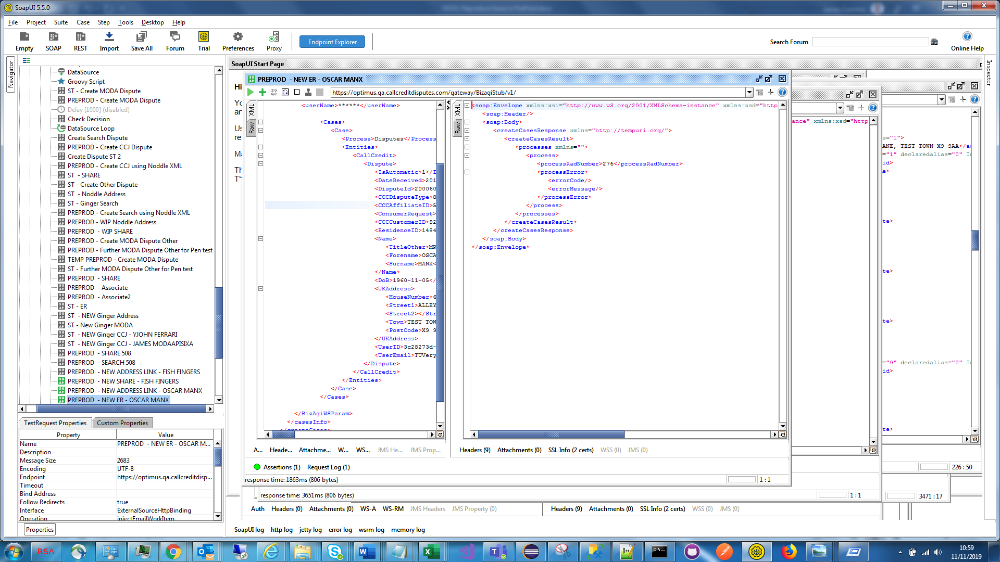 SoapUI 5.5.0
File Project Suite Case Step Tools Desktop Help
Empty SOAP REST Import Save All Forum Trial Preferences Proxy
Endpoint Explorer
Search Forum
Online Help
Navigator
Inspector
DataSource
Groovy Script
ST - Create MODA Dispute
PREPROD - Create MODA Dispute
Delay [1000] (disabled)
Check Decision
DataSource Loop
Create Search Dispute
PREPROD - Create CCJ Dispute
Create Dispute ST 2
PREPROD - Create CCJ using Noddle XML
ST - SHARE
ST - Create Other Dispute
ST - Noddle Address
ST - Ginger Search
PREPROD - Create Search using Noddle XML
PREPROD - WIP Noddle Address
PREPROD - WIP SHARE
PREPROD - Create MODA Dispute Other
PREPROD - Further MODA Dispute Other for Pen test
TEMP PREPROD - Create MODA Dispute
ST - Further MODA Dispute Other for Pen test
PREPROD - SHARE
PREPROD - Associate
PREPROD - Associate2
ST - ER
ST - NEW Ginger Address
ST - New Ginger MODA
ST - NEW Ginger CCJ - YJOHN FERRARI
ST - NEW Ginger CCJ - JAMES MODAAPISIXA
PREPROD - SHARE 508
PREPROD - SEARCH 508
PREPROD - NEW ADDRESS LINK - FISH FINGERS
PREPROD - NEW SHARE - FISH FINGERS
PREPROD - NEW ADDRESS LINK - OSCAR MANX
PREPROD - NEW ER - OSCAR MANX
TestRequest Properties Custom Properties
Property Value
Name PREPROD - NEW ER - OSCAR M...
Description
Message Size 2683
Encoding UTF-8
Endpoint https://optimus.qa.callcreditdisp...
Timeout
Bind Address
Follow Redirects true
Interface ExternalSourceHttpBinding
Operation injectEmailWorkItem
Properties
SoapUI Start Page
Hi
Yo
an
Us
re
Ma
Th
Th
PREPROD - NEW ER - OSCAR MANX
https://optimus.qa.callcreditdisputes.com/gateway/BizaqiStub/v1/
XML
Raw
<userName>******</userName>
<Cases>
<Case>
<Process>Disputes</Process
<Entities>
<CallCredit>
<Dispute>
<IsAutomatic>1</I
<DateReceived>201
<DisputeId>200060
<CCCDisputeType>8
<CCCAffiliateID>5
<ConsumerRequest>
<CCCCustomerID>92
<ResidenceID>1484
<Name>
<TitleOther>MR
<Forename>OSCA
<Surname>MANX<
</Name>
<DoB>1960-11-05</
<UKAddress>
<HouseNumber>6
<Street1>ALLEY
<Street2></Str
<Town>TEST TOW
<PostCode>X9 9
</UKAddress>
<UserID>3c28273d-
<UserEmail>TUVery
</Dispute>
</CallCredit>
</Entities>
</Case>
</Cases>
</BizAgiWSParam>
</casesInfo>
</createCases>
XML
Raw
<soap:Envelope xmlns:xsi="http://www.w3.org/2001/XMLSchema-instance" xmlns:xsd="http
<soap:Header/>
<soap:Body>
<createCasesResponse xmlns="http://tempuri.org/">
<createCasesResult>
<processes xmlns="">
<process>
<processRadNumber>276</processRadNumber>
<processError>
<errorCode/>
<errorMessage/>
</processError>
</process>
</processes>
</createCasesResult>
</createCasesResponse>
</soap:Body>
</soap:Envelope>
A... Heade... Attachme... W... WS... JMS He... JMS Prop...
Headers (9) Attachments (0) SSL Info (2 certs) WSS (0) JMS (0)
Assertions (1) Request Log (1)
response time: 1863ms (806 bytes)
1 : 1
response time: 3651ms (806 bytes)
1 : 1
Auth Headers (0) Attachments (0) WS-A WS-RM JMS Headers JMS Property (0)
Headers (9) Attachments (0) SSL Info (2 certs) WSS (0) JMS (0)
ance" xmlns:xsd="http
s="1">
ANE, TEST TOWN X9 9AA</a
="1" declaredalias="0" I
id>
e>
te>
te>
te>
te>
="0" declaredalias="0" I
id>
te>
226 : 50
3471 : 17
SoapUI log http log jetty log error log wsrm log memory log
RSA
10:59
11/11/2019